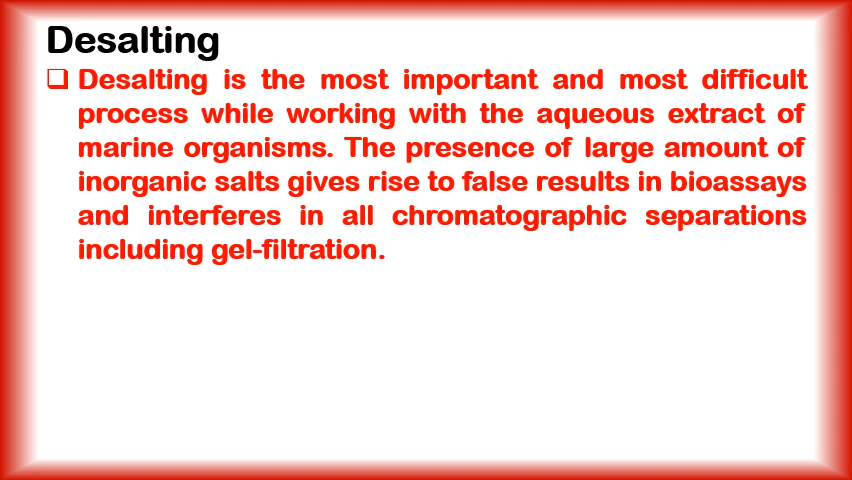 Desalting
❑ Desalting is the most important and most difficult
process while working with the aqueous extract of
marine organisms. The presence of large amount of
inorganic salts gives rise to false results in bioassays
and interferes in all chromatographic separations
including gel-filtration.